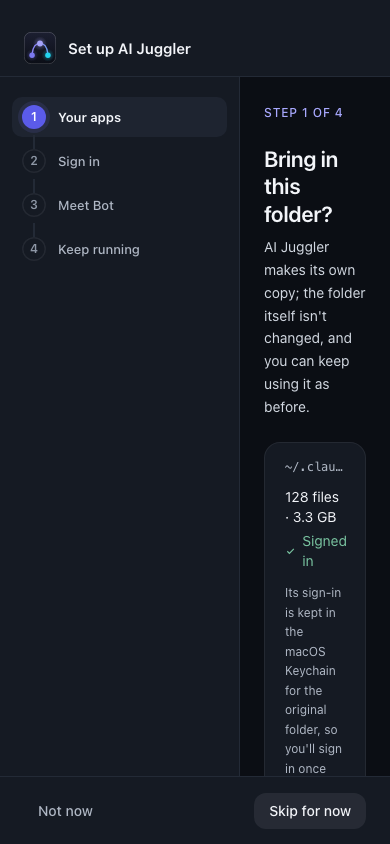 Set up AI Juggler
1 Your apps
2 Sign in
3 Meet Bot
4 Keep running
STEP 1 OF 4
Bring in
this
folder?
AI Juggler
makes its own
copy; the folder
itself isn't
changed, and
you can keep
using it as
before.
~/.clau…
128 files
· 3.3 GB
Signed
in
Its sign-in
is kept in
the
macOS
Keychain
for the
original
folder, so
you'll sign
in once
Not now
Skip for now